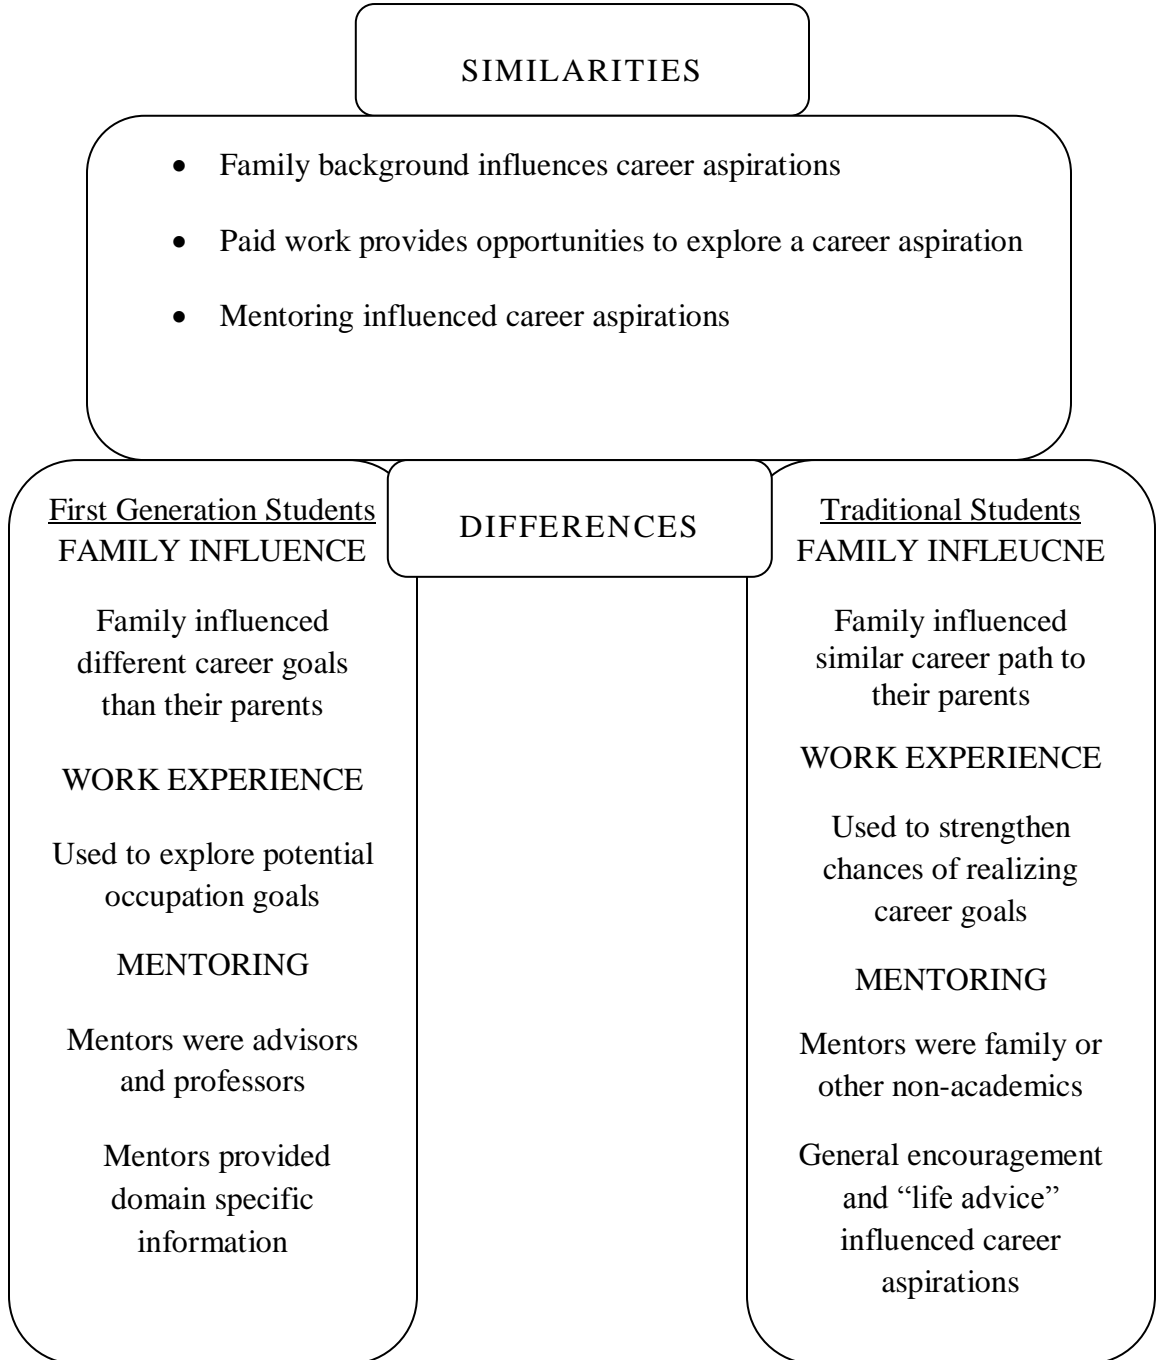 SIMILARITIES
• Family background influences career aspirations
• Paid work provides opportunities to explore a career aspiration
• Mentoring influenced career aspirations
DIFFERENCES
First Generation Students
FAMILY INFLUENCE
Family influenced
different career goals
than their parents
WORK EXPERIENCE
Used to explore potential
occupation goals
MENTORING
Mentors were advisors
and professors
Mentors provided
domain specific
information
Traditional Students
FAMILY INFLEUCNE
Family influenced
similar career path to
their parents
WORK EXPERIENCE
Used to strengthen
chances of realizing
career goals
MENTORING
Mentors were family or
other non-academics
General encouragement
and “life advice”
influenced career
aspirations